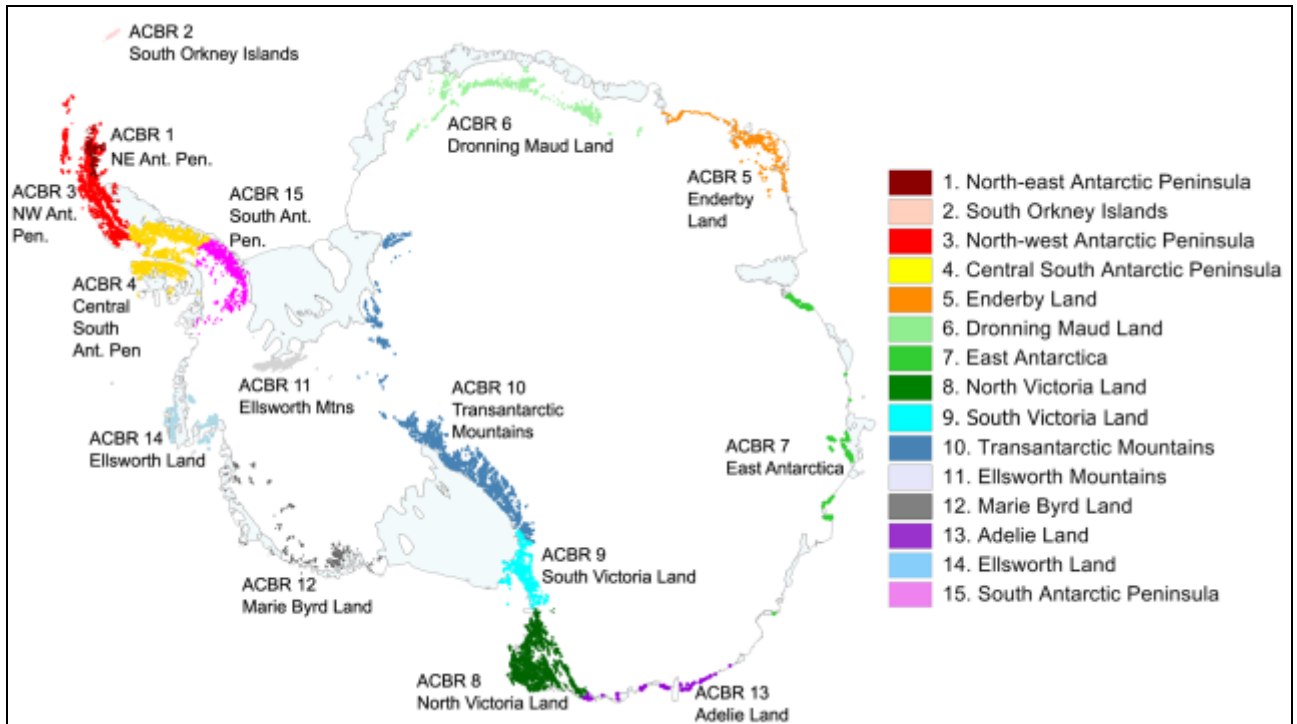 ACBR 2
South Orkney Islands
ACBR 1
NE Ant. Pen.
ACBR 3
NW Ant.
Pen.
ACBR 15
South Ant.
Pen.
ACBR 6
Dronning Maud Land
ACBR 5
Enderby
Land
ACBR 4
Central
South
Ant. Pen
ACBR 11
Ellsworth Mtns
ACBR 10
Transantarctic
Mountains
ACBR 14
Ellsworth Land
ACBR 7
East Antarctica
ACBR 12
Marie Byrd Land
ACBR 9
South Victoria Land
ACBR 8
North Victoria Land
ACBR 13
Adelie Land
1. North-east Antarctic Peninsula
2. South Orkney Islands
3. North-west Antarctic Peninsula
4. Central South Antarctic Peninsula
5. Enderby Land
6. Dronning Maud Land
7. East Antarctica
8. North Victoria Land
9. South Victoria Land
10. Transantarctic Mountains
11. Ellsworth Mountains
12. Marie Byrd Land
13. Adelie Land
14. Ellsworth Land
15. South Antarctic Peninsula